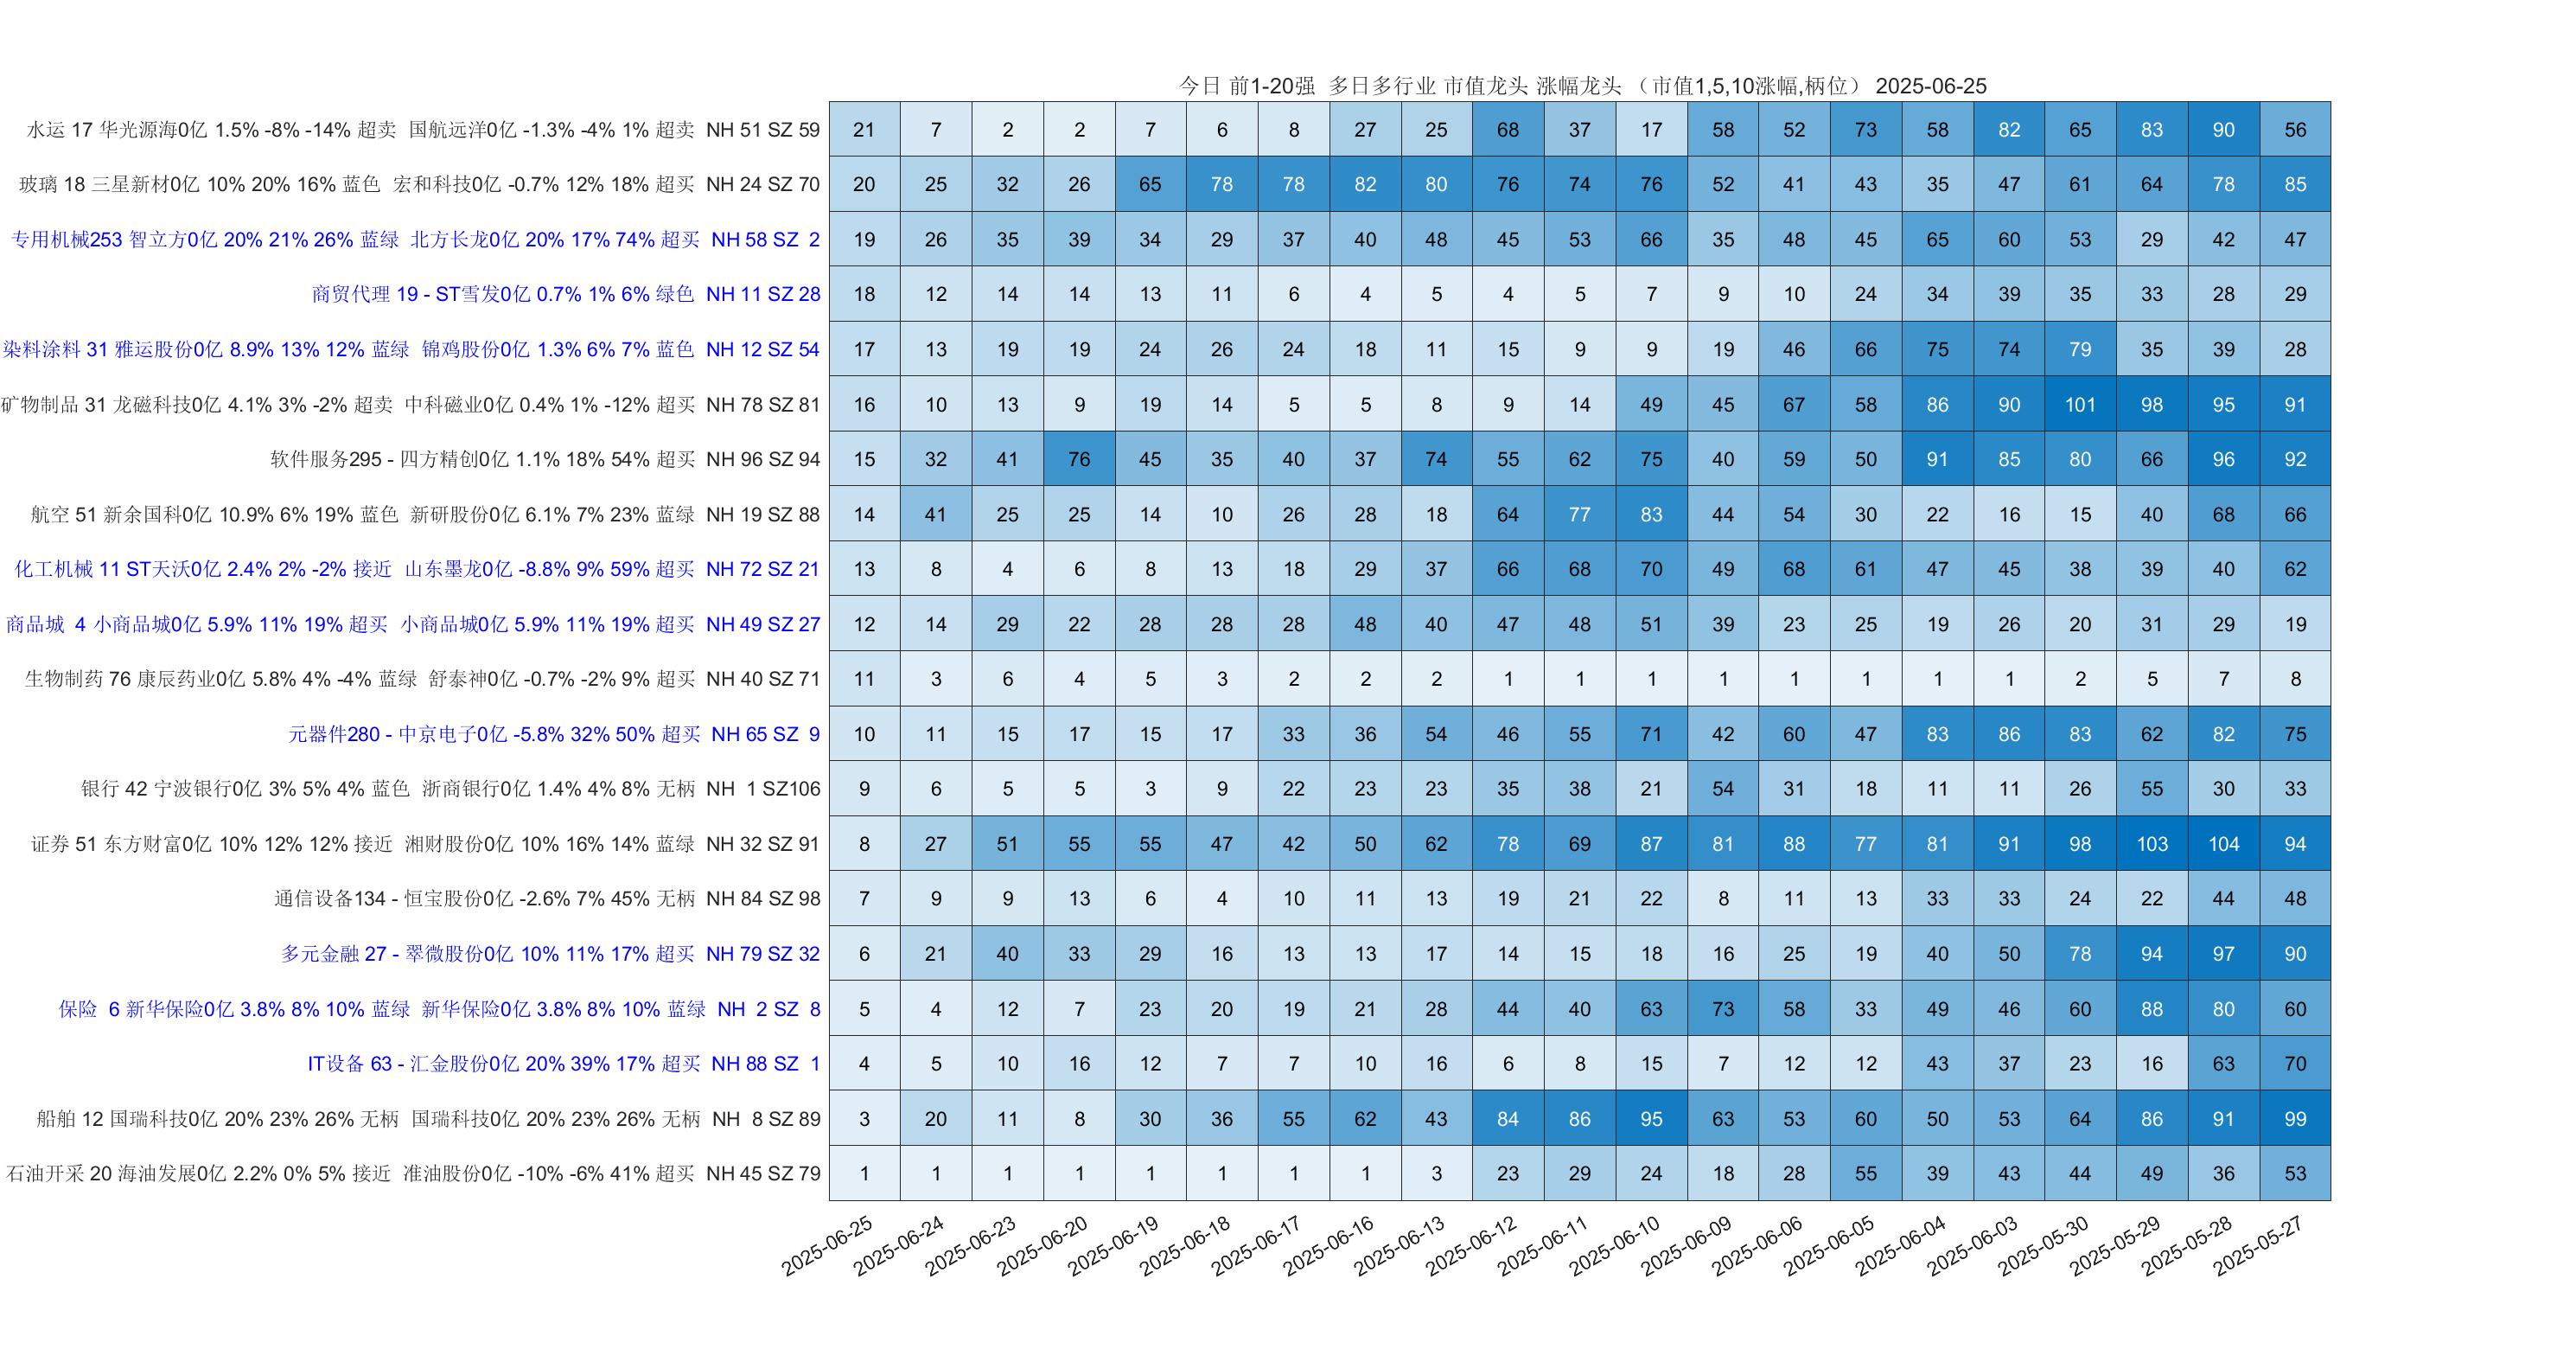 今日 前1-20强 多日多行业 市值龙头 涨幅龙头 （市值1,5,10涨幅,柄位） 2025-06-25
水运 17 华光源海0亿 1.5% -8% -14% 超卖 国航远洋0亿 -1.3% -4% 1% 超卖 NH 51 SZ 59 21 7 2 2 7 6 8 27 25 68 37 17 58 52 73 58 82 65 83 90 56
玻璃 18 三星新材0亿 10% 20% 16% 蓝色 宏和科技0亿 -0.7% 12% 18% 超买 NH 24 SZ 70 20 25 32 26 65 78 78 82 80 76 74 76 52 41 43 35 47 61 64 78 85
专用机械253 智立方0亿 20% 21% 26% 蓝绿 北方长龙0亿 20% 17% 74% 超买 NH 58 SZ 2 19 26 35 39 34 29 37 40 48 45 53 66 35 48 45 65 60 53 29 42 47
商贸代理 19 - ST雪发0亿 0.7% 1% 6% 绿色 NH 11 SZ 28 18 12 14 14 13 11 6 4 5 4 5 7 9 10 24 34 39 35 33 28 29
染料涂料 31 雅运股份0亿 8.9% 13% 12% 蓝绿 锦鸡股份0亿 1.3% 6% 7% 蓝色 NH 12 SZ 54 17 13 19 19 24 26 24 18 11 15 9 9 19 46 66 75 74 79 35 39 28
矿物制品 31 龙磁科技0亿 4.1% 3% -2% 超卖 中科磁业0亿 0.4% 1% -12% 超买 NH 78 SZ 81 16 10 13 9 19 14 5 5 8 9 14 49 45 67 58 86 90 101 98 95 91
软件服务295 - 四方精创0亿 1.1% 18% 54% 超买 NH 96 SZ 94 15 32 41 76 45 35 40 37 74 55 62 75 40 59 50 91 85 80 66 96 92
航空 51 新余国科0亿 10.9% 6% 19% 蓝色 新研股份0亿 6.1% 7% 23% 蓝绿 NH 19 SZ 88 14 41 25 25 14 10 26 28 18 64 77 83 44 54 30 22 16 15 40 68 66
化工机械 11 ST天沃0亿 2.4% 2% -2% 接近 山东墨龙0亿 -8.8% 9% 59% 超买 NH 72 SZ 21 13 8 4 6 8 13 18 29 37 66 68 70 49 68 61 47 45 38 39 40 62
商品城 4 小商品城0亿 5.9% 11% 19% 超买 小商品城0亿 5.9% 11% 19% 超买 NH 49 SZ 27 12 14 29 22 28 28 28 48 40 47 48 51 39 23 25 19 26 20 31 29 19
生物制药 76 康辰药业0亿 5.8% 4% -4% 蓝绿 舒泰神0亿 -0.7% -2% 9% 超买 NH 40 SZ 71 11 3 6 4 5 3 2 2 2 1 1 1 1 1 1 1 1 2 5 7 8
元器件280 - 中京电子0亿 -5.8% 32% 50% 超买 NH 65 SZ 9 10 11 15 17 15 17 33 36 54 46 55 71 42 60 47 83 86 83 62 82 75
银行 42 宁波银行0亿 3% 5% 4% 蓝色 浙商银行0亿 1.4% 4% 8% 无柄 NH 1 SZ106 9 6 5 5 3 9 22 23 23 35 38 21 54 31 18 11 11 26 55 30 33
证券 51 东方财富0亿 10% 12% 12% 接近 湘财股份0亿 10% 16% 14% 蓝绿 NH 32 SZ 91 8 27 51 55 55 47 42 50 62 78 69 87 81 88 77 81 91 98 103 104 94
通信设备134 - 恒宝股份0亿 -2.6% 7% 45% 无柄 NH 84 SZ 98 7 9 9 13 6 4 10 11 13 19 21 22 8 11 13 33 33 24 22 44 48
多元金融 27 - 翠微股份0亿 10% 11% 17% 超买 NH 79 SZ 32 6 21 40 33 29 16 13 13 17 14 15 18 16 25 19 40 50 78 94 97 90
保险 6 新华保险0亿 3.8% 8% 10% 蓝绿 新华保险0亿 3.8% 8% 10% 蓝绿 NH 2 SZ 8 5 4 12 7 23 20 19 21 28 44 40 63 73 58 33 49 46 60 88 80 60
IT设备 63 - 汇金股份0亿 20% 39% 17% 超买 NH 88 SZ 1 4 5 10 16 12 7 7 10 16 6 8 15 7 12 12 43 37 23 16 63 70
船舶 12 国瑞科技0亿 20% 23% 26% 无柄 国瑞科技0亿 20% 23% 26% 无柄 NH 8 SZ 89 3 20 11 8 30 36 55 62 43 84 86 95 63 53 60 50 53 64 86 91 99
石油开采 20 海油发展0亿 2.2% 0% 5% 接近 准油股份0亿 -10% -6% 41% 超买 NH 45 SZ 79 1 1 1 1 1 1 1 1 3 23 29 24 18 28 55 39 43 44 49 36 53
2025-06-25 2025-06-24 2025-06-23 2025-06-20 2025-06-19 2025-06-18 2025-06-17 2025-06-16 2025-06-13 2025-06-12 2025-06-11 2025-06-10 2025-06-09 2025-06-06 2025-06-05 2025-06-04 2025-06-03 2025-05-30 2025-05-29 2025-05-28 2025-05-27